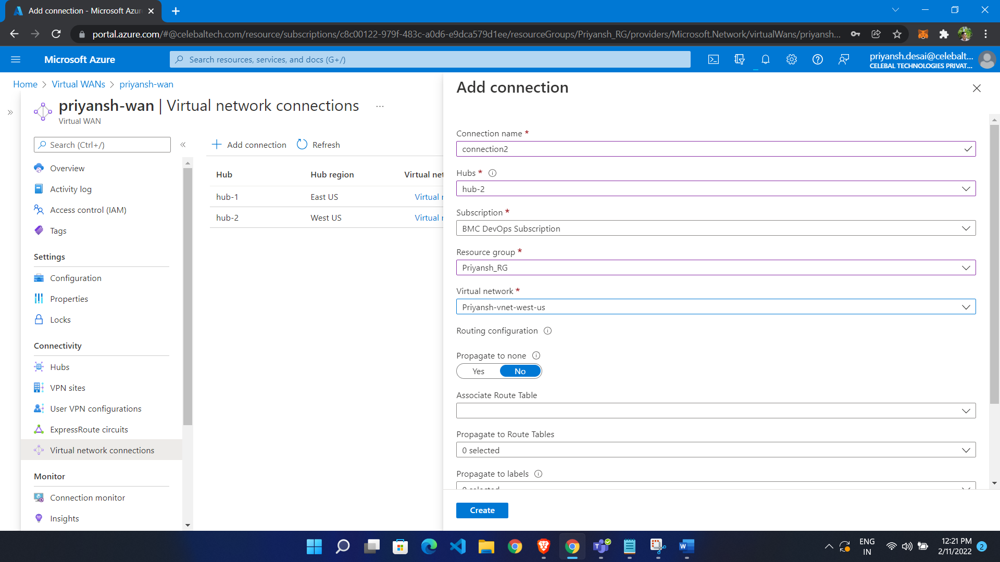 Add connection - Microsoft Azur
portal.azure.com/#@celebaltech.com/resource/subscriptions/c8c00122-979f-483c-a0d6-e9dca579d1ee/resourceGroups/Priyansh_RG/providers/Microsoft.Network/virtualWans/priyansh...
Microsoft Azure
Search resources, services, and docs (G+/)
priyansh.desai@celebalt...
CELEBAL TECHNOLOGIES PRIVAT...
Home > Virtual WANs > priyansh-wan
priyansh-wan | Virtual network connections ...
Virtual WAN
Search (Ctrl+/)
Overview
Activity log
Access control (IAM)
Tags
Settings
Configuration
Properties
Locks
Connectivity
Hubs
VPN sites
User VPN configurations
ExpressRoute circuits
Virtual network connections
Monitor
Connection monitor
Insights
+ Add connection Refresh
Hub Hub region Virtual net
hub-1 East US Virtual
hub-2 West US Virtual
Add connection
Connection name *
connection2
Hubs *
hub-2
Subscription *
BMC DevOps Subscription
Resource group *
Priyansh_RG
Virtual network *
Priyansh-vnet-west-us
Routing configuration
Propagate to none
Yes No
Associate Route Table
Propagate to Route Tables
0 selected
Propagate to labels
0 selected
Create
ENG
IN
12:21 PM
2/11/2022
2